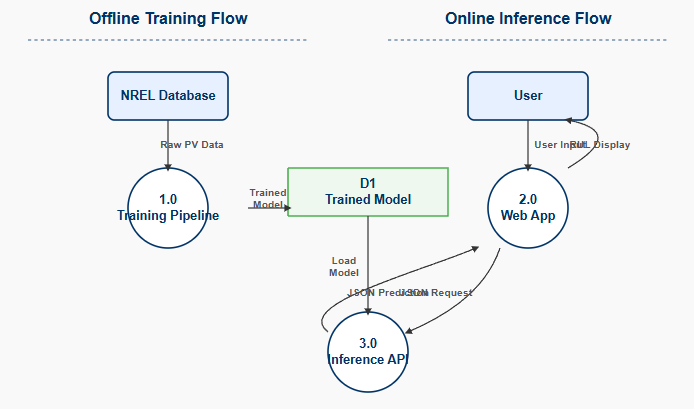 Offline Training Flow
Online Inference Flow
NREL Database
User
Raw PV Data
User Input
RUL Display
1.0
Training Pipeline
Trained
Model
D1
Trained Model
2.0
Web App
Load
Model
JSON Prediction
JSON Request
3.0
Inference API